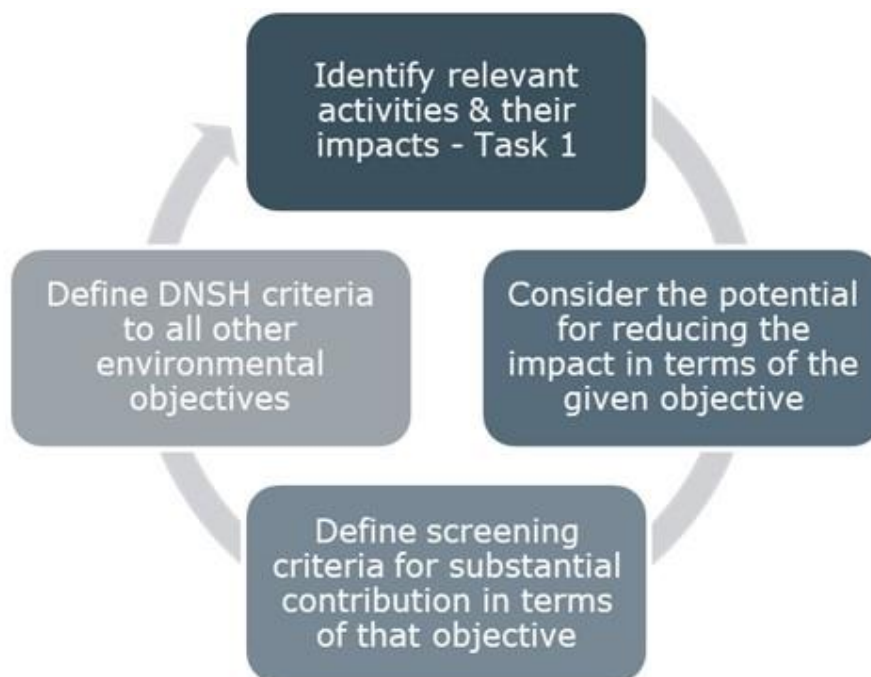 Identify relevant
activities & their
impacts - Task 1
Consider the potential
for reducing the
impact in terms of the
given objective
Define screening
criteria for substantial
contribution in terms
of that objective
Define DNSH criteria
to all other
environmental
objectives